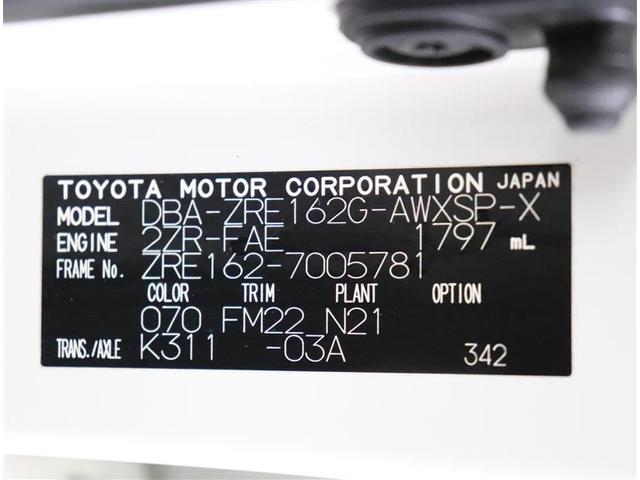 TOYOTA MOTOR CORPORATION JAPAN
MODEL DBA-ZRE162G-AWXSP-X
ENGINE 2ZR-FAE 1797 mL
FRAME No. ZRE162-7005781
COLOR TRIM PLANT OPTION
070 FM22 N21
TRANS./AXLE K311 -03A 342